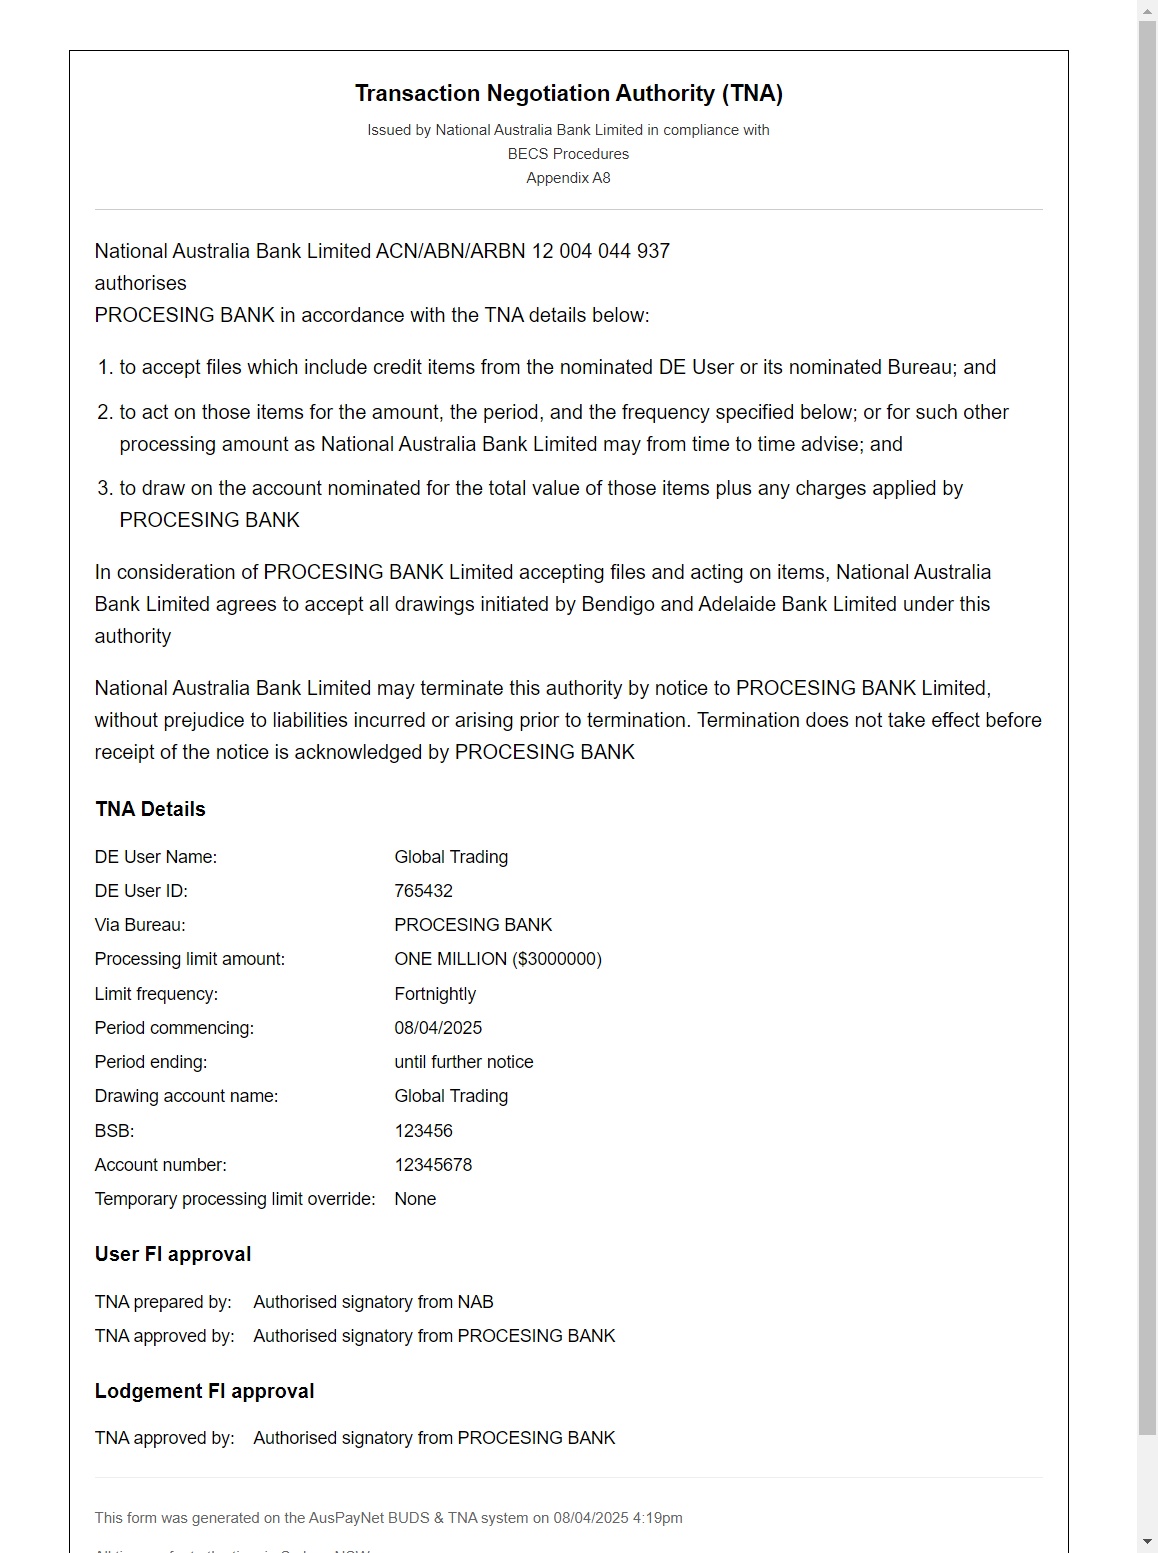 Transaction Negotiation Authority (TNA)
Issued by National Australia Bank Limited in compliance with
BECS Procedures
Appendix A8
National Australia Bank Limited ACN/ABN/ARBN 12 004 044 937
authorises
PROCESING BANK in accordance with the TNA details below:
1. to accept files which include credit items from the nominated DE User or its nominated Bureau; and
2. to act on those items for the amount, the period, and the frequency specified below; or for such other
processing amount as National Australia Bank Limited may from time to time advise; and
3. to draw on the account nominated for the total value of those items plus any charges applied by
PROCESING BANK
In consideration of PROCESING BANK Limited accepting files and acting on items, National Australia
Bank Limited agrees to accept all drawings initiated by Bendigo and Adelaide Bank Limited under this
authority
National Australia Bank Limited may terminate this authority by notice to PROCESING BANK Limited,
without prejudice to liabilities incurred or arising prior to termination. Termination does not take effect before
receipt of the notice is acknowledged by PROCESING BANK
TNA Details
DE User Name: Global Trading
DE User ID: 765432
Via Bureau: PROCESING BANK
Processing limit amount: ONE MILLION ($3000000)
Limit frequency: Fortnightly
Period commencing: 08/04/2025
Period ending: until further notice
Drawing account name: Global Trading
BSB: 123456
Account number: 12345678
Temporary processing limit override: None
User FI approval
TNA prepared by: Authorised signatory from NAB
TNA approved by: Authorised signatory from PROCESING BANK
Lodgement FI approval
TNA approved by: Authorised signatory from PROCESING BANK
This form was generated on the AusPayNet BUDS & TNA system on 08/04/2025 4:19pm